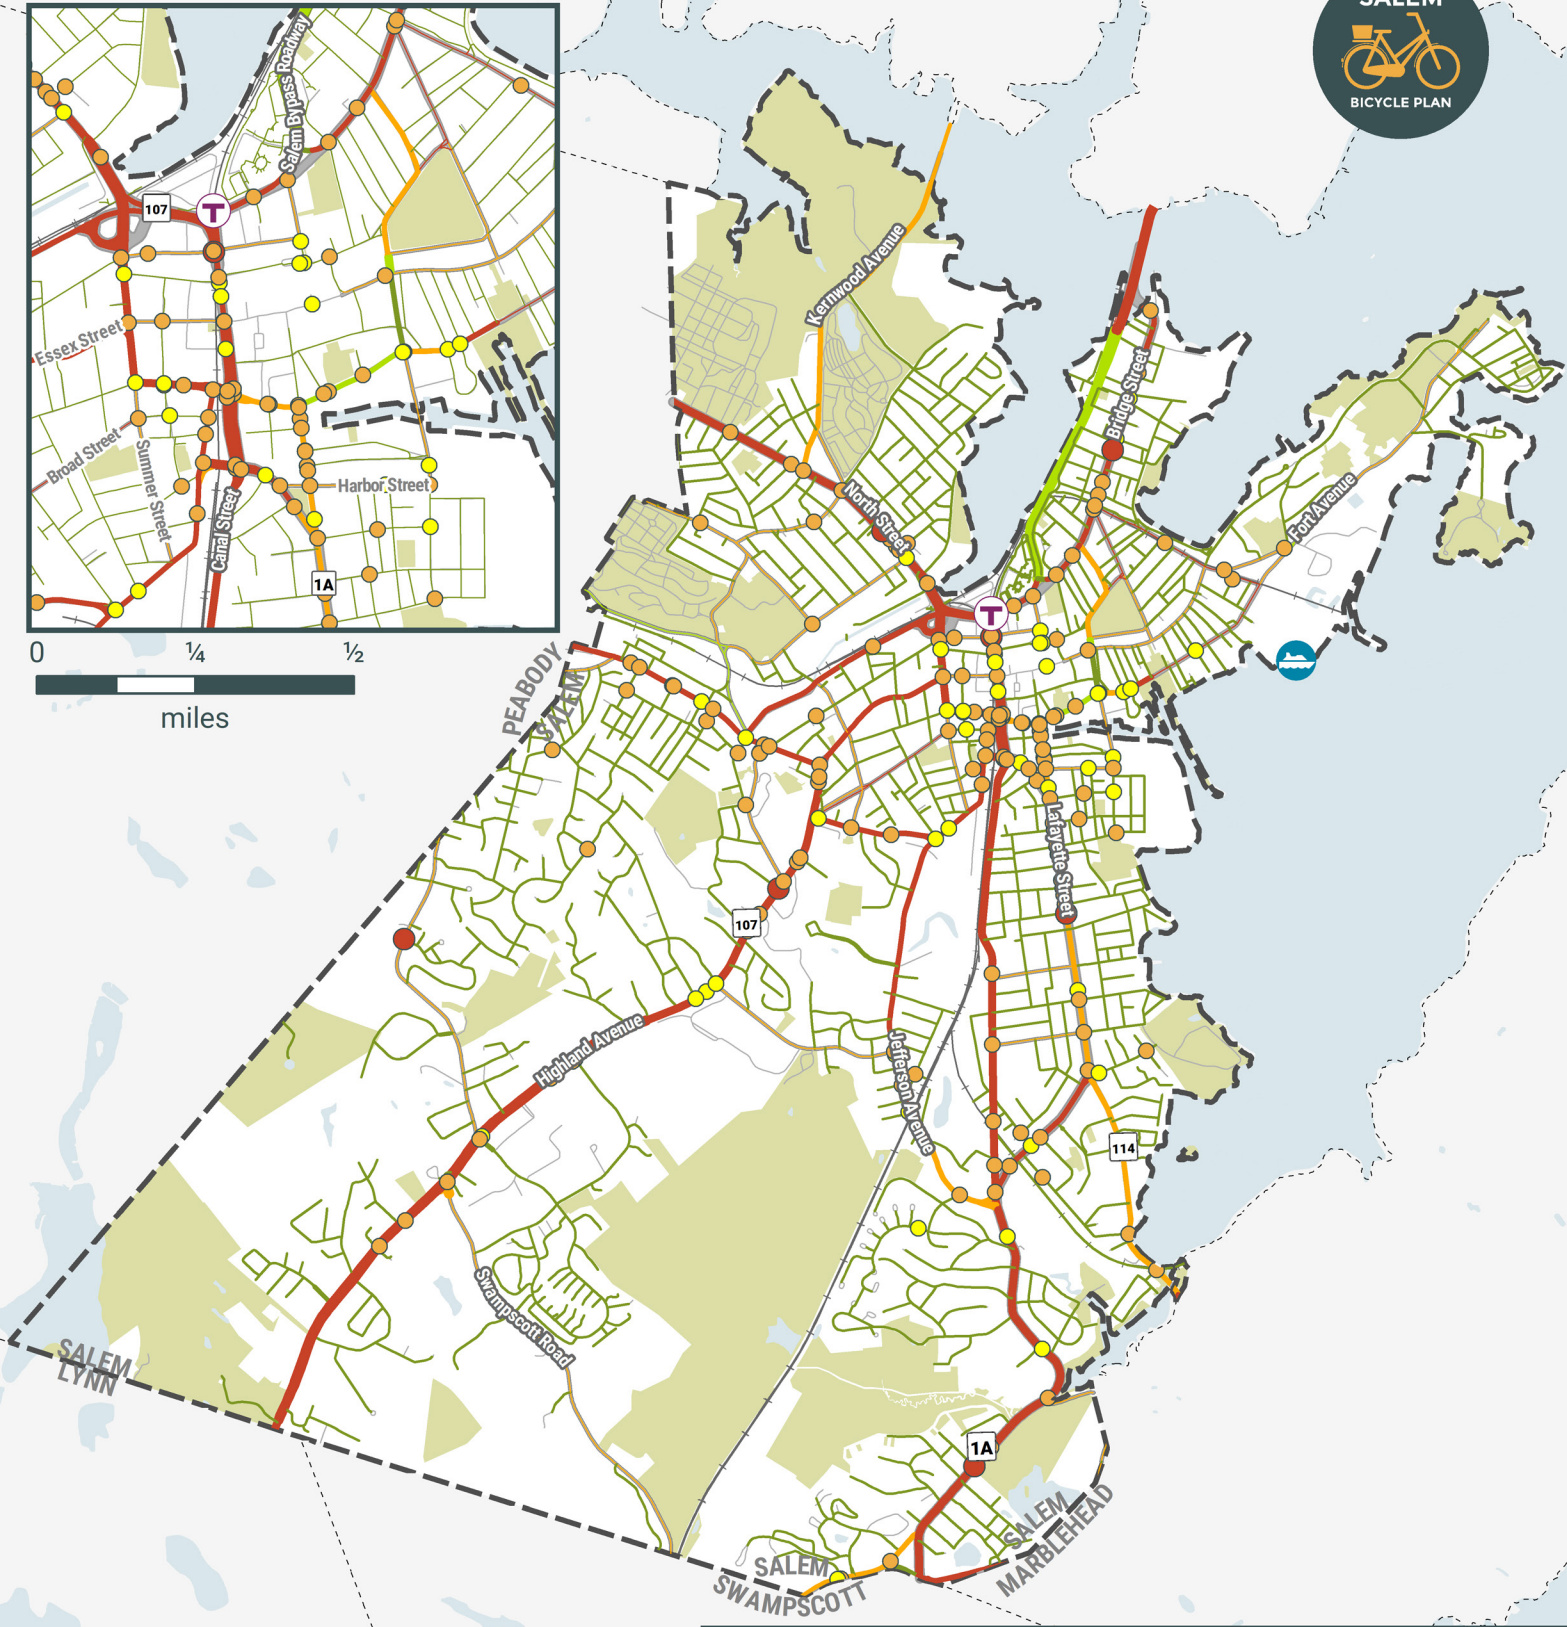 SALEM
BICYCLE PLAN
Salem Bypass Roadway
107
T
Essex Street
Broad Street
Summer Street
Canal Street
Harbor Street
1A
0 ¼ ½
miles
Kernwood Avenue
Bridge Street
North Street
Fort Avenue
T
PEABODY
SALEM
Lafayette Street
107
Highland Avenue
Jefferson Avenue
114
Swampscott Road
SALEM
LYNN
1A
SALEM
MARBLEHEAD
SALEM
SWAMPSCOTT